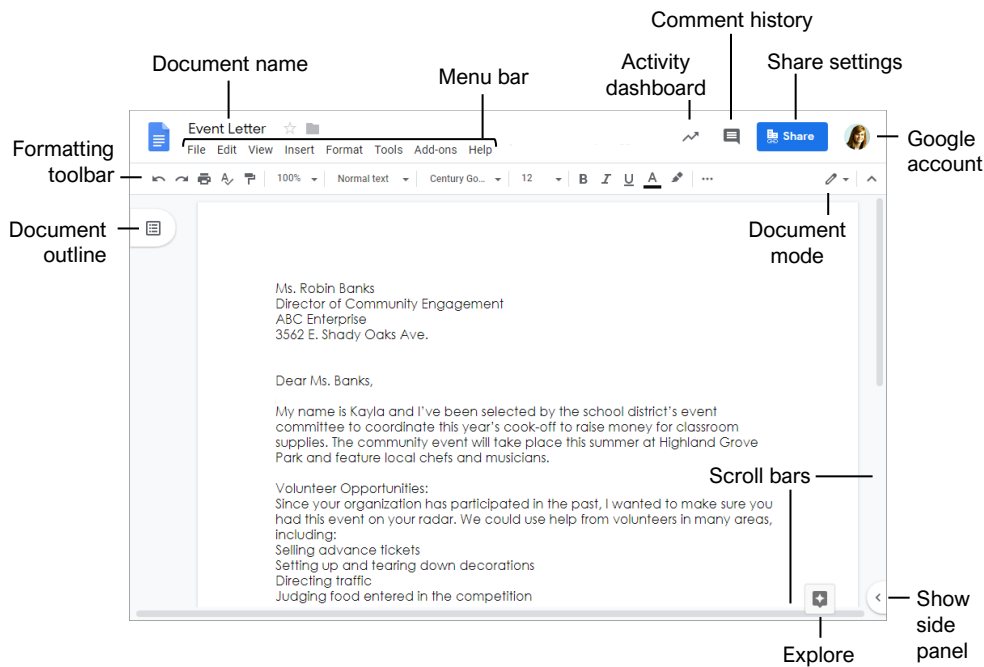 Comment history
Document name
Menu bar
Activity
dashboard
Share settings
Event Letter
File Edit View Insert Format Tools Add-ons Help
Share
Google
account
Formatting
toolbar
100% Normal text Century Go... 12 B I U A ...
Document
outline
Document
mode
Ms. Robin Banks
Director of Community Engagement
ABC Enterprise
3562 E. Shady Oaks Ave.
Dear Ms. Banks,
My name is Kayla and I've been selected by the school district's event
committee to coordinate this year's cook-off to raise money for classroom
supplies. The community event will take place this summer at Highland Grove
Park and feature local chefs and musicians.
Scroll bars
Volunteer Opportunities:
Since your organization has participated in the past, I wanted to make sure you
had this event on your radar. We could use help from volunteers in many areas,
including:
Selling advance tickets
Setting up and tearing down decorations
Directing traffic
Judging food entered in the competition
Show
side
panel
Explore